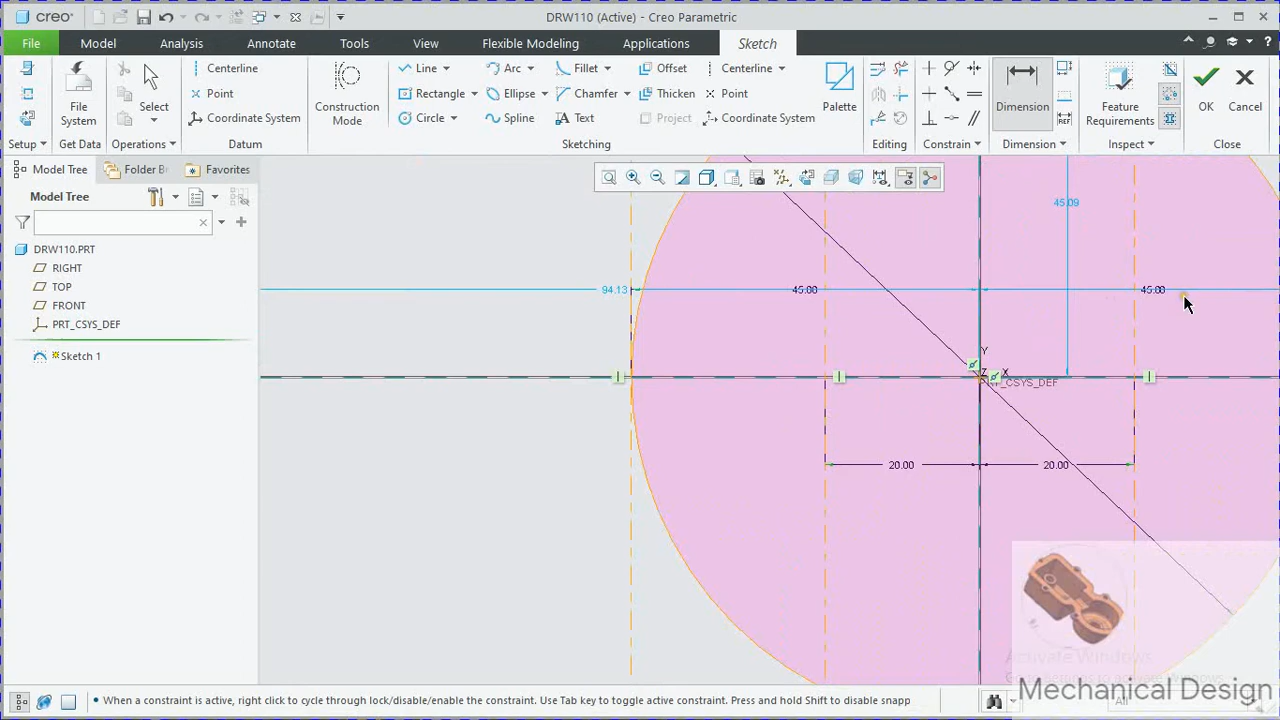 creo
DRW110 (Active) - Creo Parametric
File Model Analysis Annotate Tools View Flexible Modeling Applications Sketch
Centerline Line Arc Fillet Offset Centerline
Point Rectangle Ellipse Chamfer Thicken Point
Coordinate System Circle Spline Text Project Coordinate System
File System Select Construction Mode Palette Dimension Feature Requirements OK Cancel
Setup Get Data Operations Datum Sketching Editing Constrain Dimension Inspect Close
Model Tree Folder B Favorites
Model Tree
DRW110.PRT
RIGHT
TOP
FRONT
PRT_CSYS_DEF
Sketch 1
45.09
94.13 45.00 45.00
Y
Z X
T_CSYS_DEF
20.00 20.00
Activate Windows
Mechanical Design
When a constraint is active, right click to cycle through lock/disable/enable the constraint. Use Tab key to toggle active constraint. Press and hold Shift to disable snapp
All